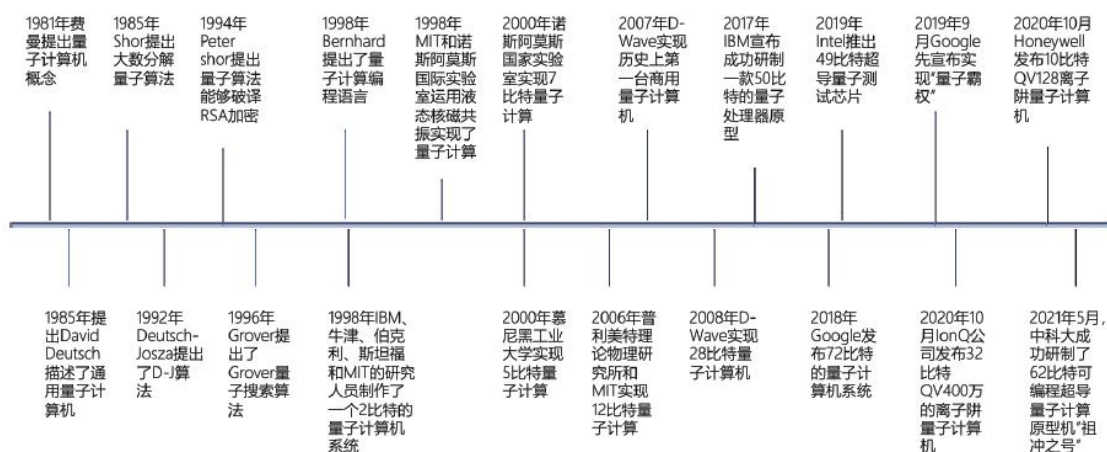 1981年费
曼提出量
子计算机
概念
1985年
Shor提出
大数分解
量子算法
1994年
Peter
shor提出
量子算法
能够破译
RSA加密
1998年
Bernhard
提出了量
子计算编
程语言
1998年
MIT和诺
斯阿莫斯
国际实验
室运用液
态核磁共
振实现了
量子计算
2000年诺
斯阿莫斯
国家实验
室实现7
比特量子
计算
2007年D-
Wave实现
历史上第
一台商用
量子计算
机
2017年
IBM宣布
成功研制
一款50比
特的量子
处理器原
型
2019年
Intel推出
49比特超
导量子测
试芯片
2019年9
月Google
先宣布实
现“量子霸
权”
2020年10月
Honeywell
发布10比特
QV128离子
阱量子计算
机
1985年提
出David
Deutsch
描述了通
用量子计
算机
1992年
Deutsch-
Josza提出
了D-J算
法
1996年
Grover提
出了
Grover量
子搜索算
法
1998年IBM、
牛津、伯克
利、斯坦福
和MIT的研究
人员制作了
一个2比特的
量子计算机
系统
2000年慕
尼黑工业
大学实现
5比特量
子计算
2006年普
利美特理
论物理研
究所和
MIT实现
12比特量
子计算
2008年D-
Wave实现
28比特量
子计算机
2018年
Google发
布72比特
的量子计
算机系统
2020年10
月IonQ公
司发布32
比特
QV400万
的离子阱
量子计算
机
2021年5月,
中科大成
功研制了
62比特可
编程超导
量子计算
原型机“祖
冲之号”